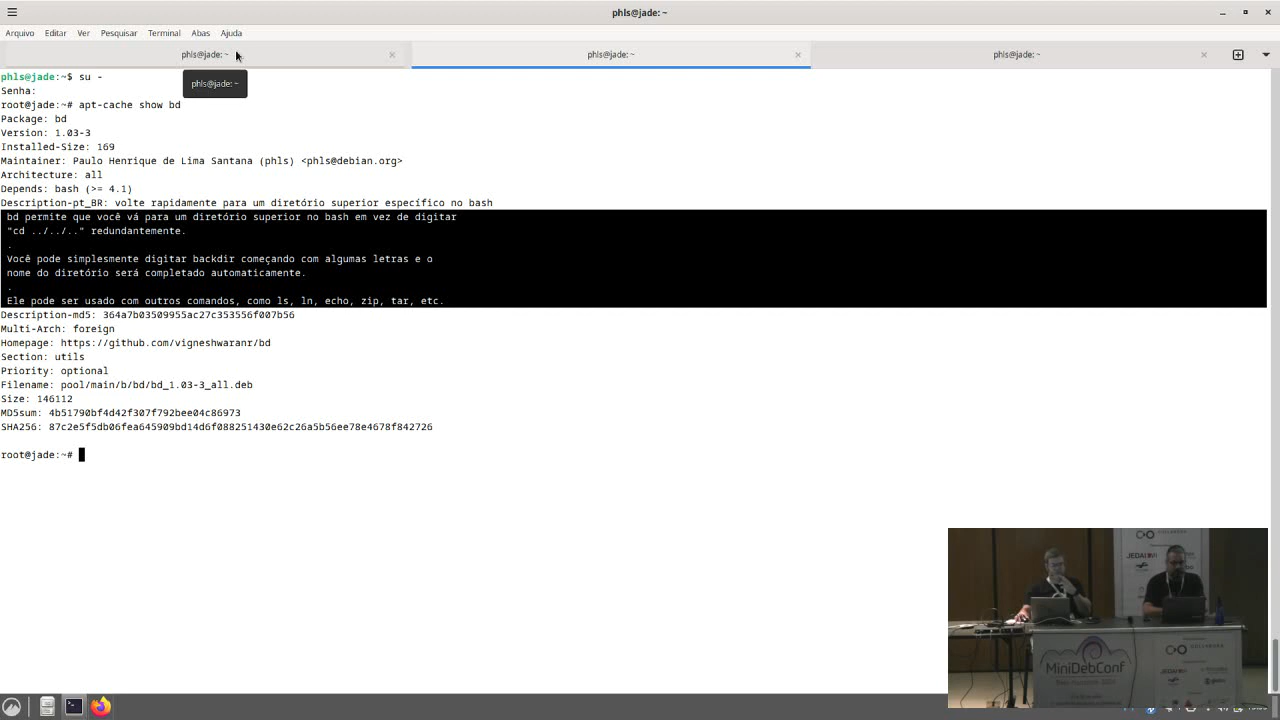 phls@jade: ~
Arquivo Editar Ver Pesquisar Terminal Abas Ajuda
phls@jade: ~ phls@jade: ~ phls@jade: ~
phls@jade: ~
phls@jade:~$ su -
Senha:
root@jade:~# apt-cache show bd
Package: bd
Version: 1.03-3
Installed-Size: 169
Maintainer: Paulo Henrique de Lima Santana (phls) <phls@debian.org>
Architecture: all
Depends: bash (>= 4.1)
Description-pt_BR: volte rapidamente para um diretório superior específico no bash
bd permite que você vá para um diretório superior no bash em vez de digitar
"cd ../../.." redundantemente.
.
Você pode simplesmente digitar backdir começando com algumas letras e o
nome do diretório será completado automaticamente.
.
Ele pode ser usado com outros comandos, como ls, ln, echo, zip, tar, etc.
Description-md5: 364a7b03509955ac27c353556f007b56
Multi-Arch: foreign
Homepage: https://github.com/vigneshwaranr/bd
Section: utils
Priority: optional
Filename: pool/main/b/bd/bd_1.03-3_all.deb
Size: 146112
MD5sum: 4b51790bf4d42f307f792bee04c86973
SHA256: 87c2e5f5db06fea645909bd14d6f088251430e62c26a5b56ee78e4678f842726
root@jade:~#
COLLABORA
JEDAI
MiniDebConf
COLLABORA
JEDAI